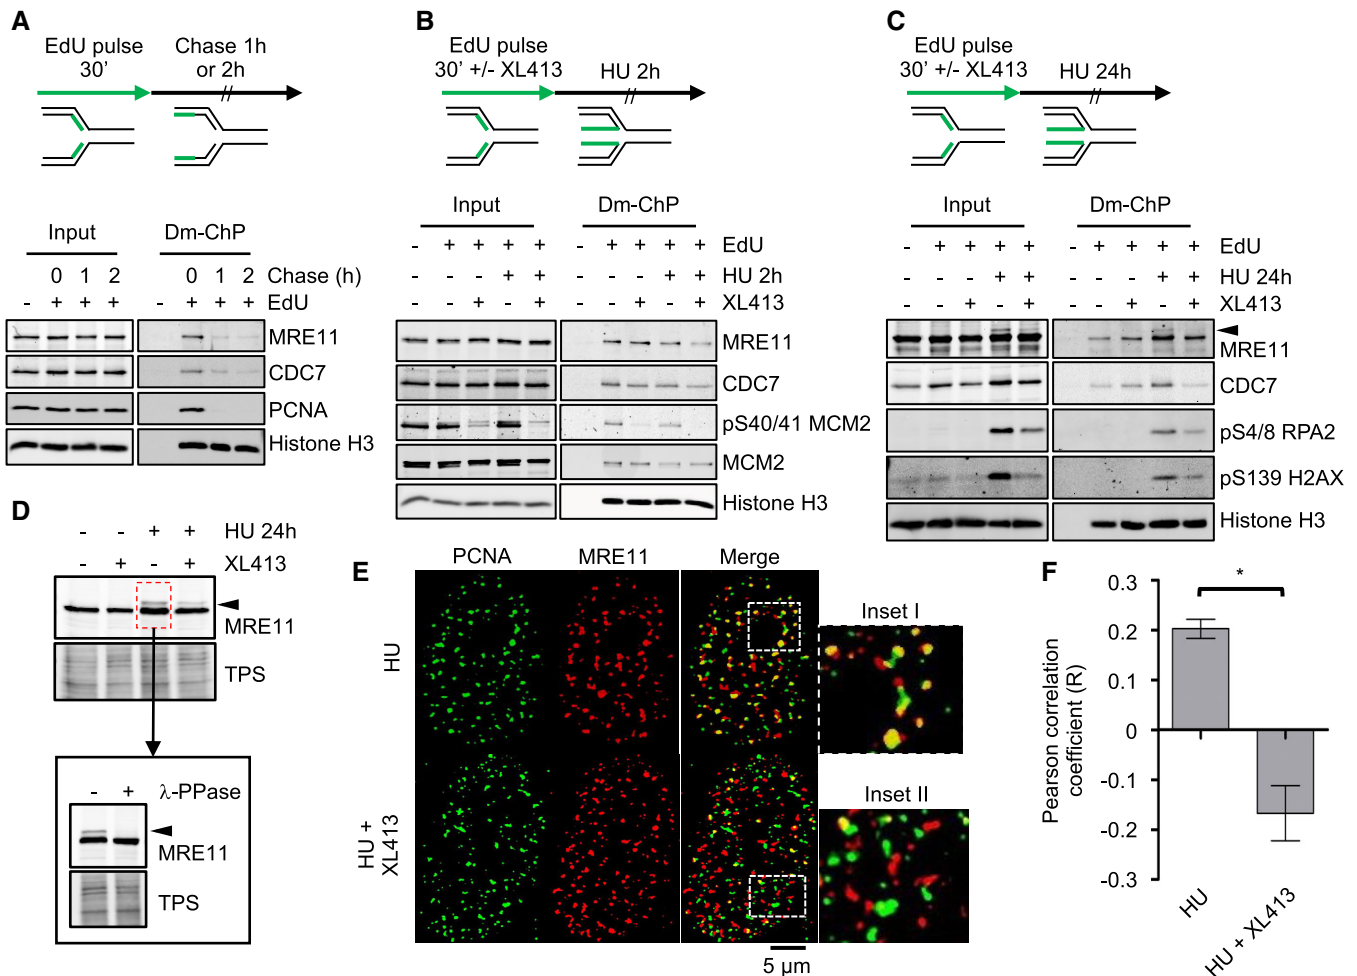 A
EdU pulse
30’
Chase 1h
or 2h
Input
Dm-ChP
- 0 1 2 - 0 1 2 Chase (h)
- + + + - + + + EdU
MRE11
CDC7
PCNA
Histone H3
B
EdU pulse
30’ +/- XL413
HU 2h
Input
Dm-ChP
- + + + + - + + + + EdU
- - - + + - - - + + HU 2h
- - + - + - - + - + XL413
MRE11
CDC7
pS40/41 MCM2
MCM2
Histone H3
C
EdU pulse
30’ +/- XL413
HU 24h
Input
Dm-ChP
- + + + + - + + + + EdU
- - - + + - - - + + HU 24h
- - + - + - - + - + XL413
MRE11
CDC7
pS4/8 RPA2
pS139 H2AX
Histone H3
D
- - + + HU 24h
- + - + XL413
MRE11
TPS
- + λ-PPase
MRE11
TPS
E
PCNA MRE11 Merge
HU
Inset I
HU +
XL413
Inset II
5 µm
F
Pearson correlation
coefficient (R)
0.3
0.2
0.1
0
-0.1
-0.2
-0.3
*
HU
HU + XL413